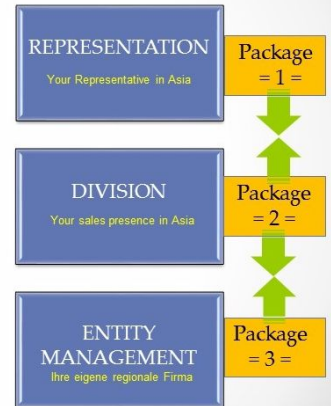 REPRESENTATION
Your Representative in Asia
Package
= 1 =
DIVISION
Your sales presence in Asia
Package
= 2 =
ENTITY
MANAGEMENT
Ihre eigene regionale Firma
Package
= 3 =